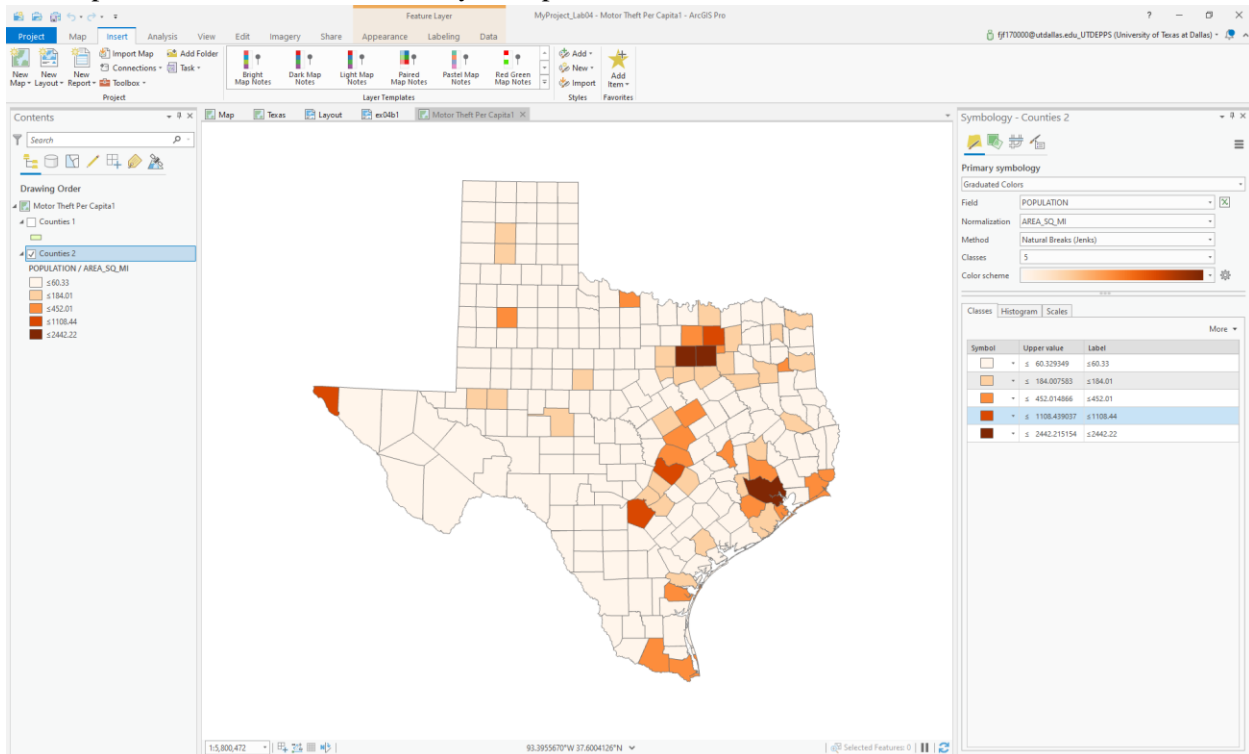 Feature Layer
MyProject_Lab04 - Motor Theft Per Capita1 - ArcGIS Pro
Project Map Insert Analysis View Edit Imagery Share Appearance Labeling Data
fjf170000@utdallas.edu_UTDEPPS (University of Texas at Dallas)
New Map New Layout New Report Import Map Connections Toolbox Add Folder Task
Project
Bright Map Notes Dark Map Notes Light Map Notes Paired Map Notes Pastel Map Notes Red Green Map Notes
Layer Templates
Add New Import
Styles
Add Item
Favorites
Contents
Search
Drawing Order
Motor Theft Per Capita1
Counties 1
Counties 2
POPULATION / AREA_SQ_MI
≤60.33
≤184.01
≤452.01
≤1108.44
≤2442.22
Map Texas Layout ex04b1 Motor Theft Per Capita1
1:5,800,472
93.3955670°W 37.6004126°N
Selected Features: 0
Symbology - Counties 2
Primary symbology
Graduated Colors
Field POPULATION
Normalization AREA_SQ_MI
Method Natural Breaks (Jenks)
Classes 5
Color scheme
Classes Histogram Scales
More
Symbol Upper value Label
≤ 60.329349 ≤60.33
≤ 184.007583 ≤184.01
≤ 452.014866 ≤452.01
≤ 1108.439037 ≤1108.44
≤ 2442.215154 ≤2442.22